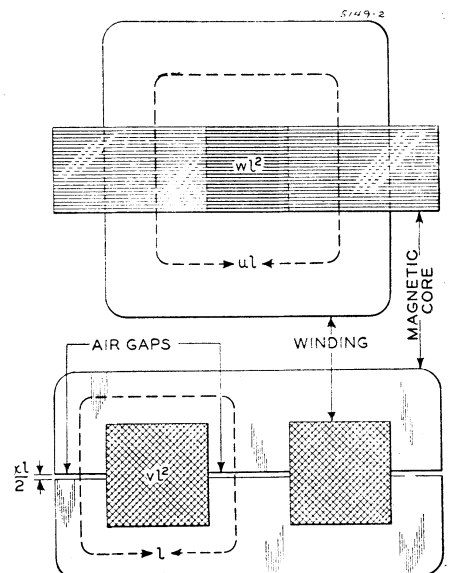 5149-2
wl²
ul
MAGNETIC CORE
AIR GAPS
WINDING
xl/2
vl²
l